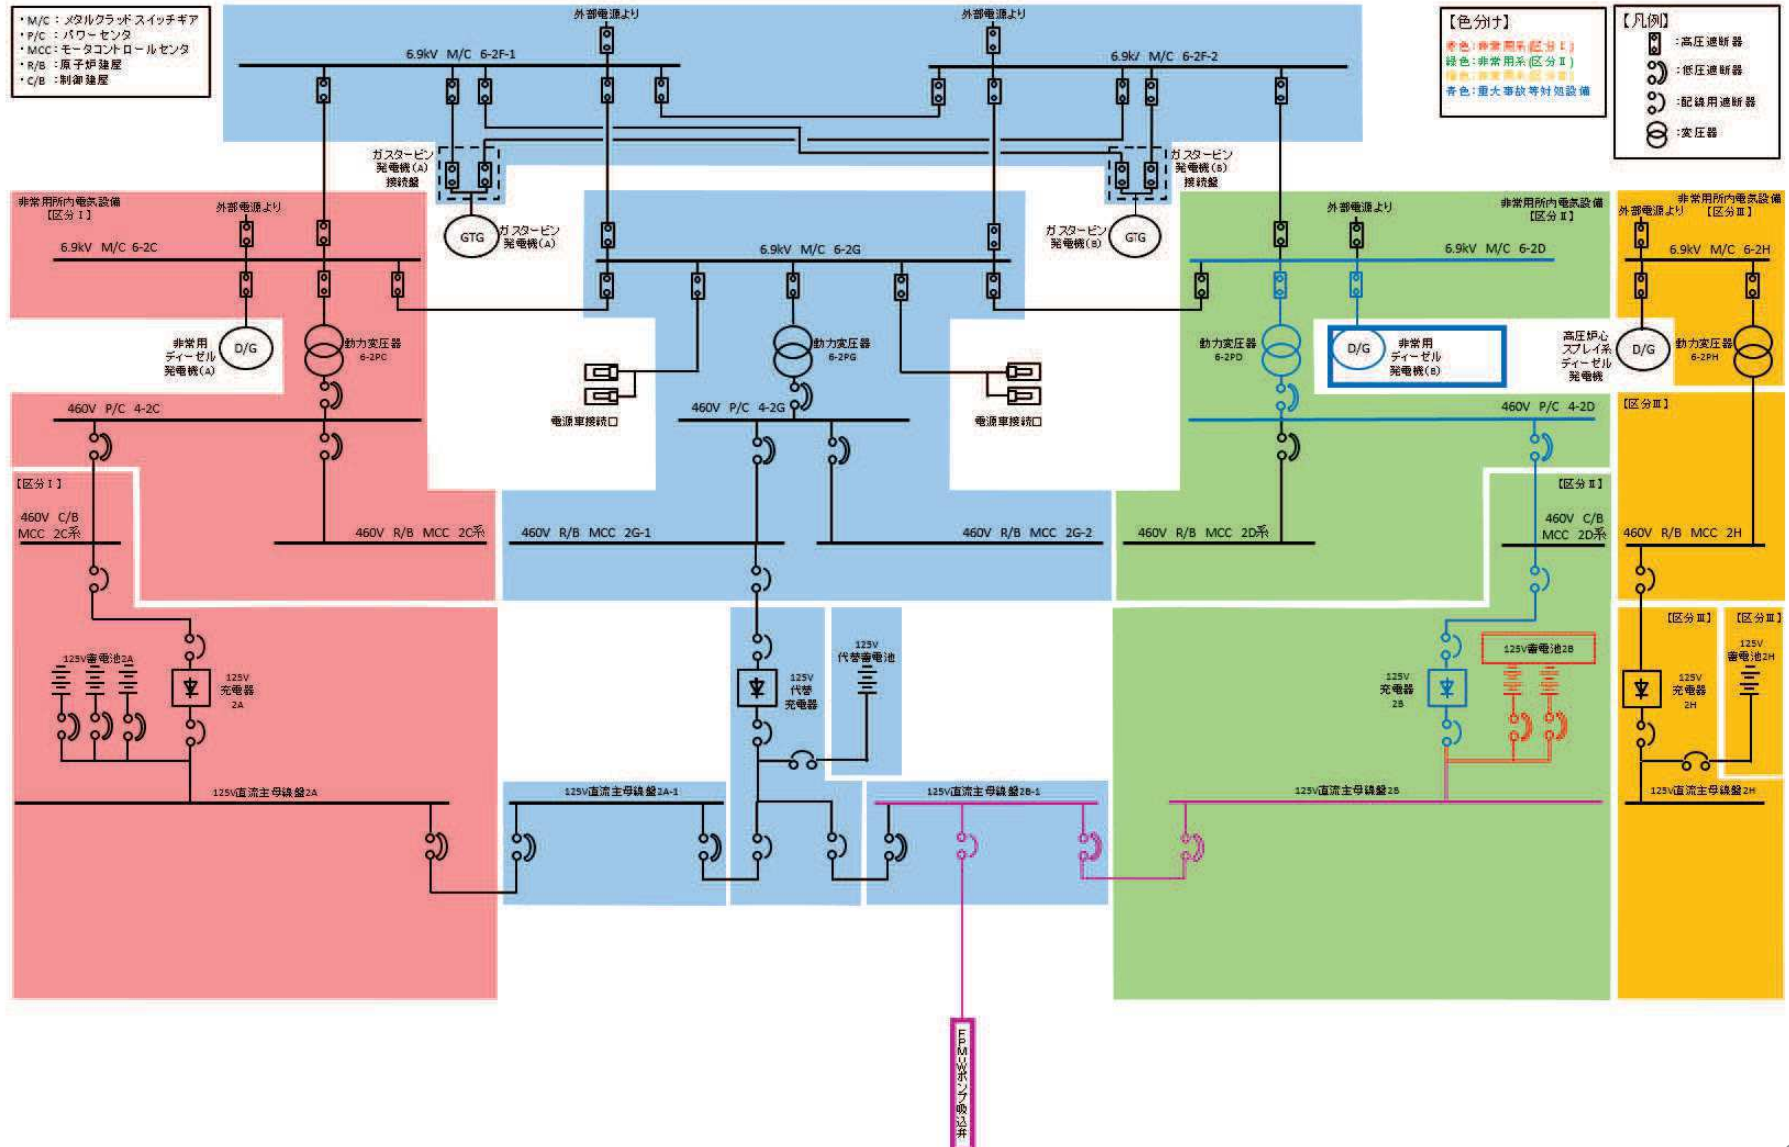 ・M/C：メタルクラッドスイッチギア
・P/C：パワーセンタ
・MCC：モータコントロールセンタ
・R/B：原子炉建屋
・C/B：制御建屋
外部電源より
外部電源より
6.9kV M/C 6-2F-1
6.9kV M/C 6-2F-2
【色分け】
赤色：非常用系(区分Ⅰ)
緑色：非常用系(区分Ⅱ)
橙色：非常用系(区分Ⅲ)
青色：重大事故等対処設備
【凡例】
：高圧遮断器
：低圧遮断器
：配線用遮断器
：変圧器
ガスタービン
発電機(A)
接続盤
ガスタービン
発電機(B)
接続盤
GTG
ガスタービン
発電機(A)
ガスタービン
発電機(B)
GTG
非常用所内電気設備
【区分Ⅰ】
外部電源より
6.9kV M/C 6-2C
6.9kV M/C 6-2G
外部電源より
非常用所内電気設備
【区分Ⅱ】
6.9kV M/C 6-2D
非常用所内電気設備
【区分Ⅲ】
外部電源より
6.9kV M/C 6-2H
非常用
ディーゼル
発電機(A)
D/G
動力変圧器
6-2PC
動力変圧器
6-2PG
動力変圧器
6-2PD
D/G
非常用
ディーゼル
発電機(B)
高圧炉心
スプレイ系
ディーゼル
発電機
D/G
動力変圧器
6-2PH
電源車接続口
電源車接続口
460V P/C 4-2C
460V P/C 4-2G
460V P/C 4-2D
【区分Ⅲ】
【区分Ⅰ】
460V C/B
MCC 2C系
460V R/B MCC 2C系
460V R/B MCC 2G-1
460V R/B MCC 2G-2
460V R/B MCC 2D系
【区分Ⅱ】
460V C/B
MCC 2D系
460V R/B MCC 2H
125V蓄電池2A
125V
充電器
2A
125V
代替
充電器
125V
代替蓄電池
125V
充電器
2B
125V蓄電池2B
【区分Ⅲ】
125V
充電器
2H
【区分Ⅲ】
125V
蓄電池2H
125V直流主母線盤2A
125V直流主母線盤2A-1
125V直流主母線盤2B-1
125V直流主母線盤2B
125V直流主母線盤2H
FPMUWポンプ吸込弁